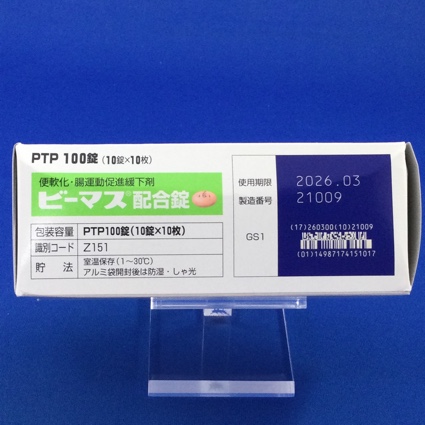 PTP 100錠 (10錠×10枚)
便軟化・腸運動促進緩下剤
ビーマス®配合錠
包装容量 PTP100錠(10錠×10枚)
識別コード Z151
貯法 室温保存(1〜30℃)
アルミ袋開封後は防湿・しゃ光
使用期限 2026.03
製造番号 21009
GS1
(17)260300(10)21009
(01)14987174151017